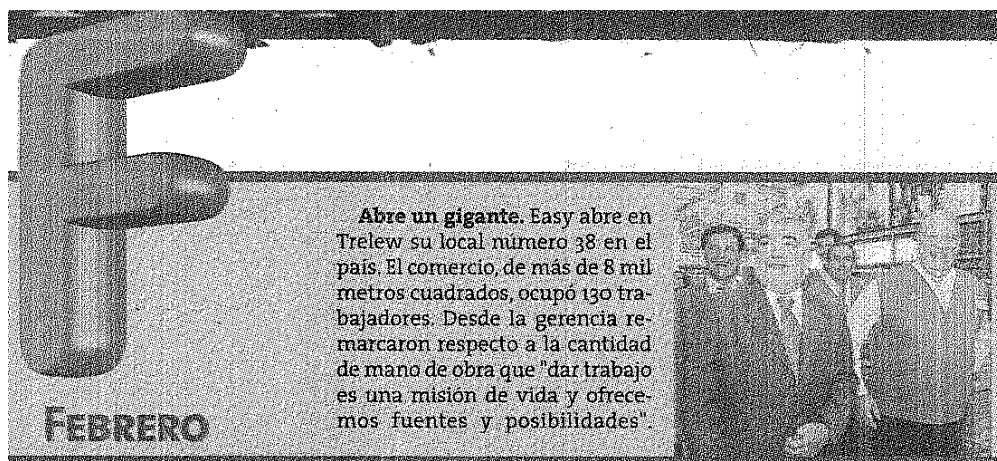 F
FEBRERO
Abre un gigante. Easy abre en
Trelew su local número 38 en el
país. El comercio, de más de 8 mil
metros cuadrados, ocupó 130 tra-
bajadores. Desde la gerencia re-
marcaron respecto a la cantidad
de mano de obra que "dar trabajo
es una misión de vida y ofrece-
mos fuentes y posibilidades".